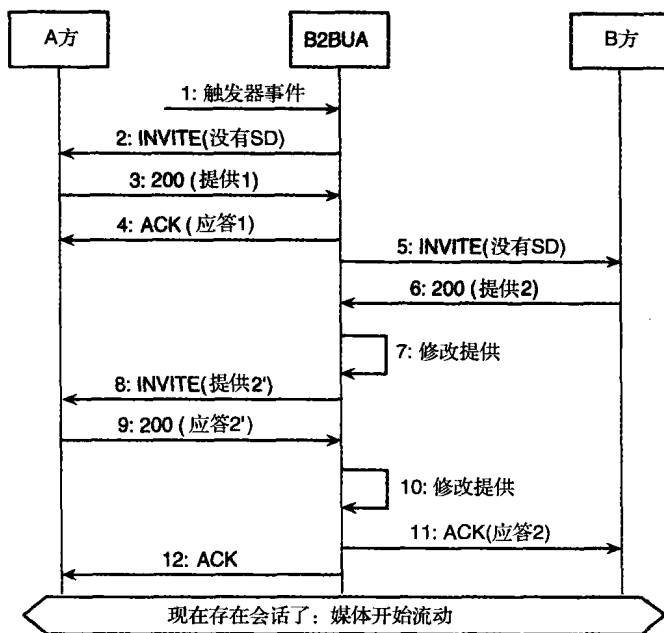 A方
B2BUA
B方
1: 触发器事件
2: INVITE(没有SD)
3: 200 (提供1)
4: ACK (应答1)
5: INVITE(没有SD)
6: 200 (提供2)
7: 修改提供
8: INVITE(提供2')
9: 200 (应答2')
10: 修改提供
11: ACK(应答2)
12: ACK
现在存在会话了：媒体开始流动